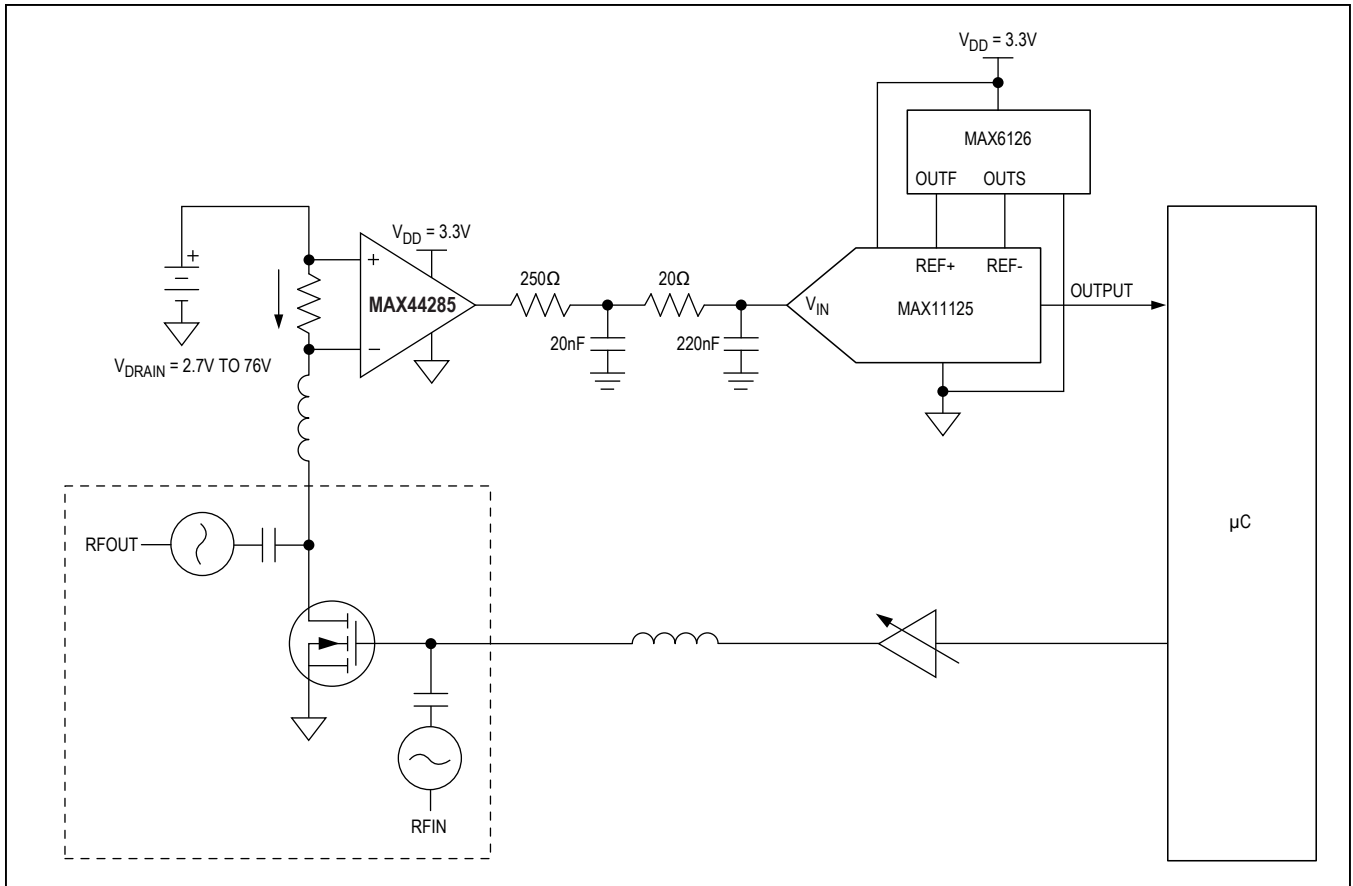 V_DD = 3.3V
MAX6126
OUTF OUTS
V_DD = 3.3V
+
+
REF+ REF-
250Ω
20Ω
MAX44285
V_IN
MAX11125
OUTPUT
20nF
220nF
−
V_DRAIN = 2.7V TO 76V
RFOUT
µC
RFIN